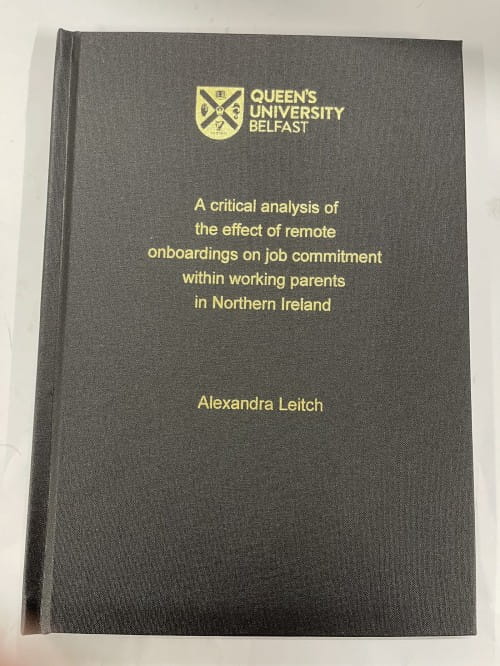 QUEEN'S
UNIVERSITY
BELFAST
A critical analysis of
the effect of remote
onboardings on job commitment
within working parents
in Northern Ireland
Alexandra Leitch